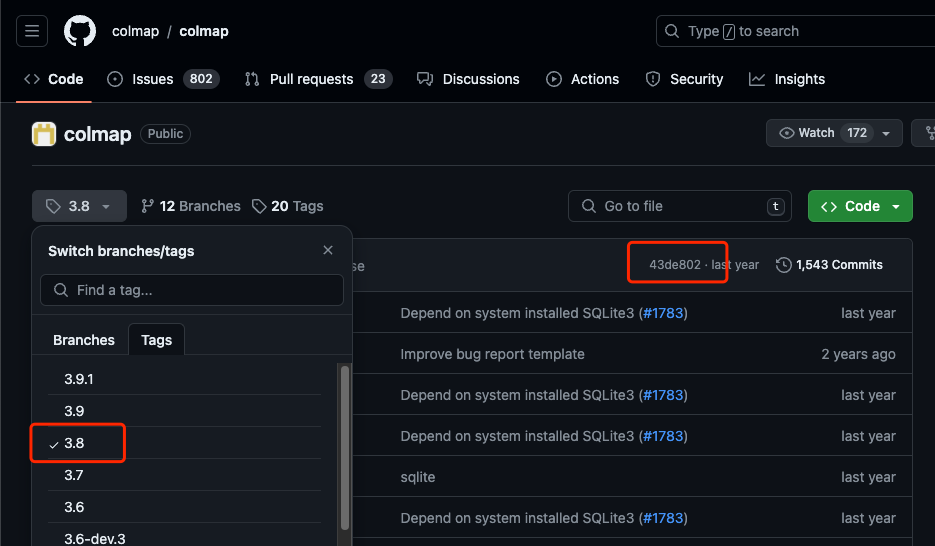 colmap / colmap
Type / to search
Code Issues 802 Pull requests 23 Discussions Actions Security Insights
colmap Public
Watch 172
3.8 12 Branches 20 Tags
Go to file t
Code
Switch branches/tags
se
43de802 · last year 1,543 Commits
Find a tag...
Depend on system installed SQLite3 (#1783) last year
Branches Tags
Improve bug report template 2 years ago
3.9.1
Depend on system installed SQLite3 (#1783) last year
3.9
3.8
Depend on system installed SQLite3 (#1783) last year
3.7
sqlite last year
3.6
Depend on system installed SQLite3 (#1783) last year
3.6-dev.3